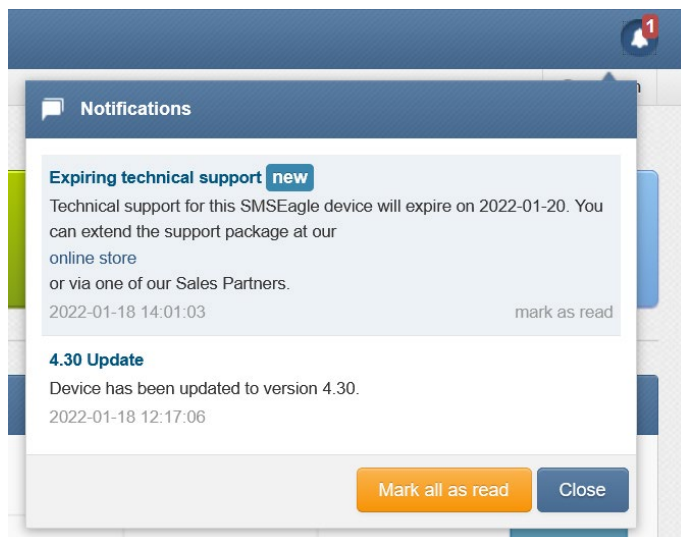 1
Notifications
Expiring technical support new
Technical support for this SMSEagle device will expire on 2022-01-20. You
can extend the support package at our
online store
or via one of our Sales Partners.
2022-01-18 14:01:03 mark as read
4.30 Update
Device has been updated to version 4.30.
2022-01-18 12:17:06
Mark all as read Close